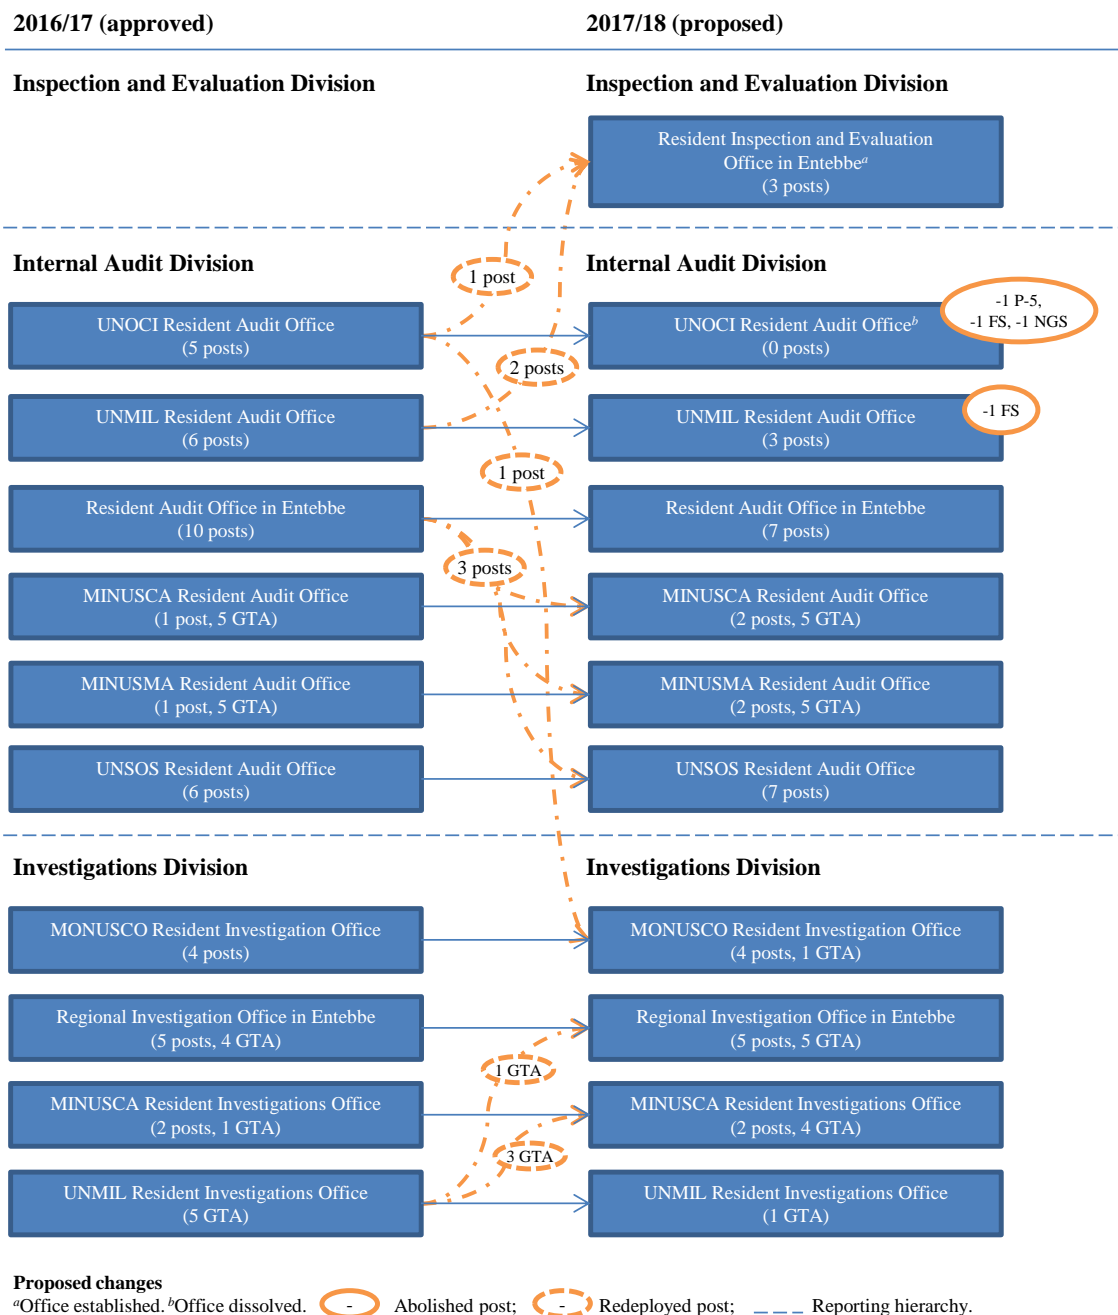 2016/17 (approved)
2017/18 (proposed)
Inspection and Evaluation Division
Inspection and Evaluation Division
Resident Inspection and Evaluation
Office in Entebbeᵃ
(3 posts)
Internal Audit Division
1 post
Internal Audit Division
UNOCI Resident Audit Office
(5 posts)
UNOCI Resident Audit Officeᵇ
(0 posts)
-1 P-5,
-1 FS, -1 NGS
2 posts
UNMIL Resident Audit Office
(6 posts)
UNMIL Resident Audit Office
(3 posts)
-1 FS
1 post
Resident Audit Office in Entebbe
(10 posts)
Resident Audit Office in Entebbe
(7 posts)
3 posts
MINUSCA Resident Audit Office
(1 post, 5 GTA)
MINUSCA Resident Audit Office
(2 posts, 5 GTA)
MINUSMA Resident Audit Office
(1 post, 5 GTA)
MINUSMA Resident Audit Office
(2 posts, 5 GTA)
UNSOS Resident Audit Office
(6 posts)
UNSOS Resident Audit Office
(7 posts)
Investigations Division
Investigations Division
MONUSCO Resident Investigation Office
(4 posts)
MONUSCO Resident Investigation Office
(4 posts, 1 GTA)
Regional Investigation Office in Entebbe
(5 posts, 4 GTA)
Regional Investigation Office in Entebbe
(5 posts, 5 GTA)
1 GTA
MINUSCA Resident Investigations Office
(2 posts, 1 GTA)
MINUSCA Resident Investigations Office
(2 posts, 4 GTA)
3 GTA
UNMIL Resident Investigations Office
(5 GTA)
UNMIL Resident Investigations Office
(1 GTA)
Proposed changes
ᵃOffice established. ᵇOffice dissolved. - Abolished post; - Redeployed post; Reporting hierarchy.